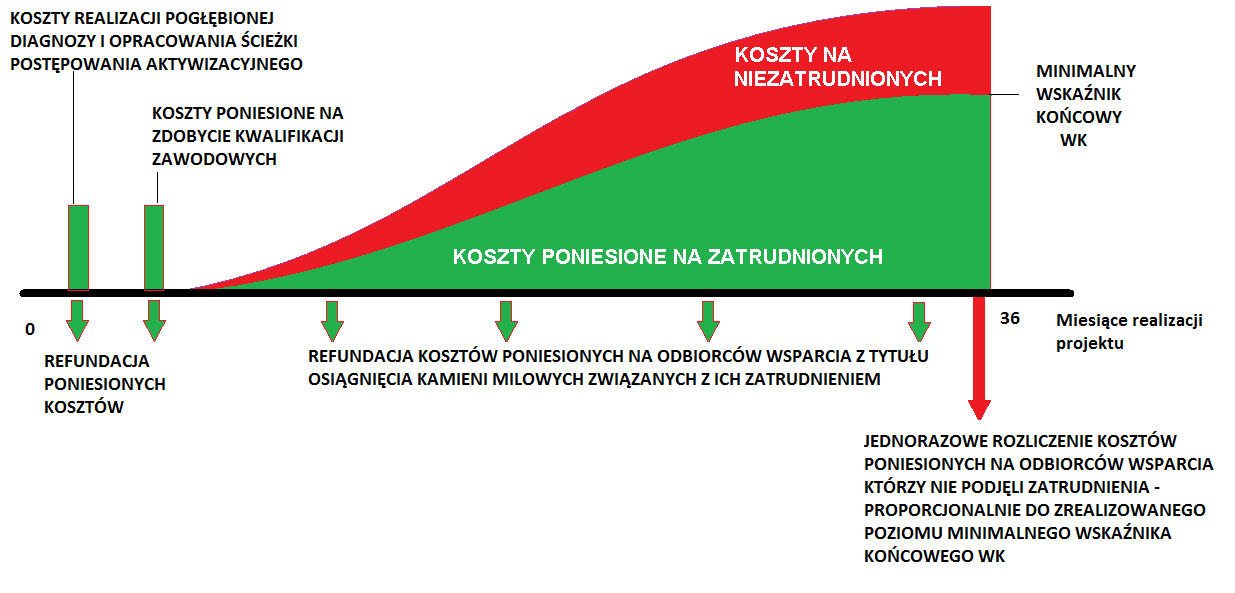 KOSZTY REALIZACJI POGŁĘBIONEJ
DIAGNOZY I OPRACOWANIA ŚCIEŻKI
POSTĘPOWANIA AKTYWIZACYJNEGO
KOSZTY PONIESIONE NA
ZDOBYCIE KWALIFIKACJI
ZAWODOWYCH
KOSZTY NA
NIEZATRUDNIONYCH
MINIMALNY
WSKAŹNIK
KOŃCOWY
WK
KOSZTY PONIESIONE NA ZATRUDNIONYCH
0
36
Miesiące realizacji
projektu
REFUNDACJA
PONIESIONYCH
KOSZTÓW
REFUNDACJA KOSZTÓW PONIESIONYCH NA ODBIORCÓW WSPARCIA Z TYTUŁU
OSIĄGNIĘCIA KAMIENI MILOWYCH ZWIĄZANYCH Z ICH ZATRUDNIENIEM
JEDNORAZOWE ROZLICZENIE KOSZTÓW
PONIESIONYCH NA ODBIORCÓW WSPARCIA
KTÓRZY NIE PODJĘLI ZATRUDNIENIA -
PROPORCJONALNIE DO ZREALIZOWANEGO
POZIOMU MINIMALNEGO WSKAŹNIKA
KOŃCOWEGO WK